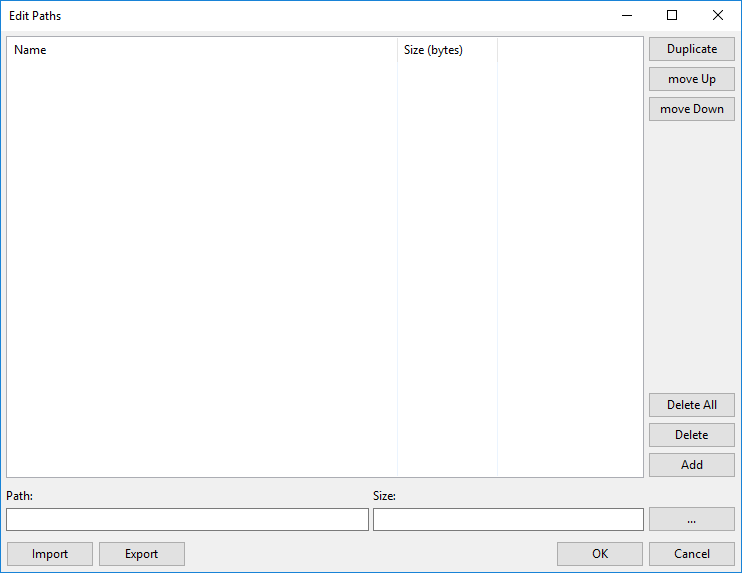 Edit Paths
Name Size (bytes)
Duplicate
move Up
move Down
Delete All
Delete
Add
Path: Size:
...
Import Export OK Cancel